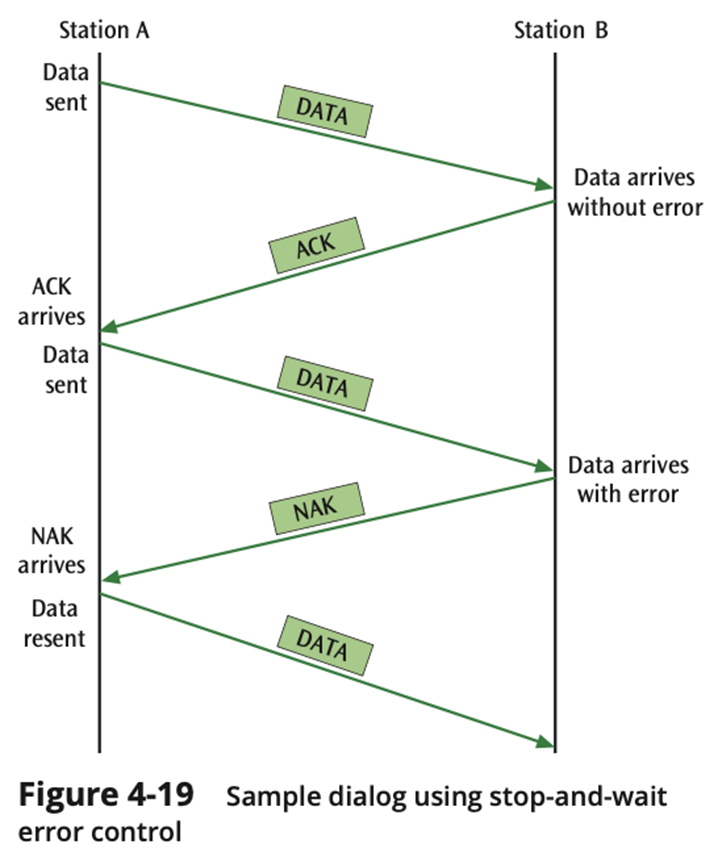 Station A
Station B
Data
sent
DATA
Data arrives
without error
ACK
ACK
arrives
Data
sent
DATA
Data arrives
with error
NAK
NAK
arrives
Data
resent
DATA
Figure 4-19 Sample dialog using stop-and-wait
error control